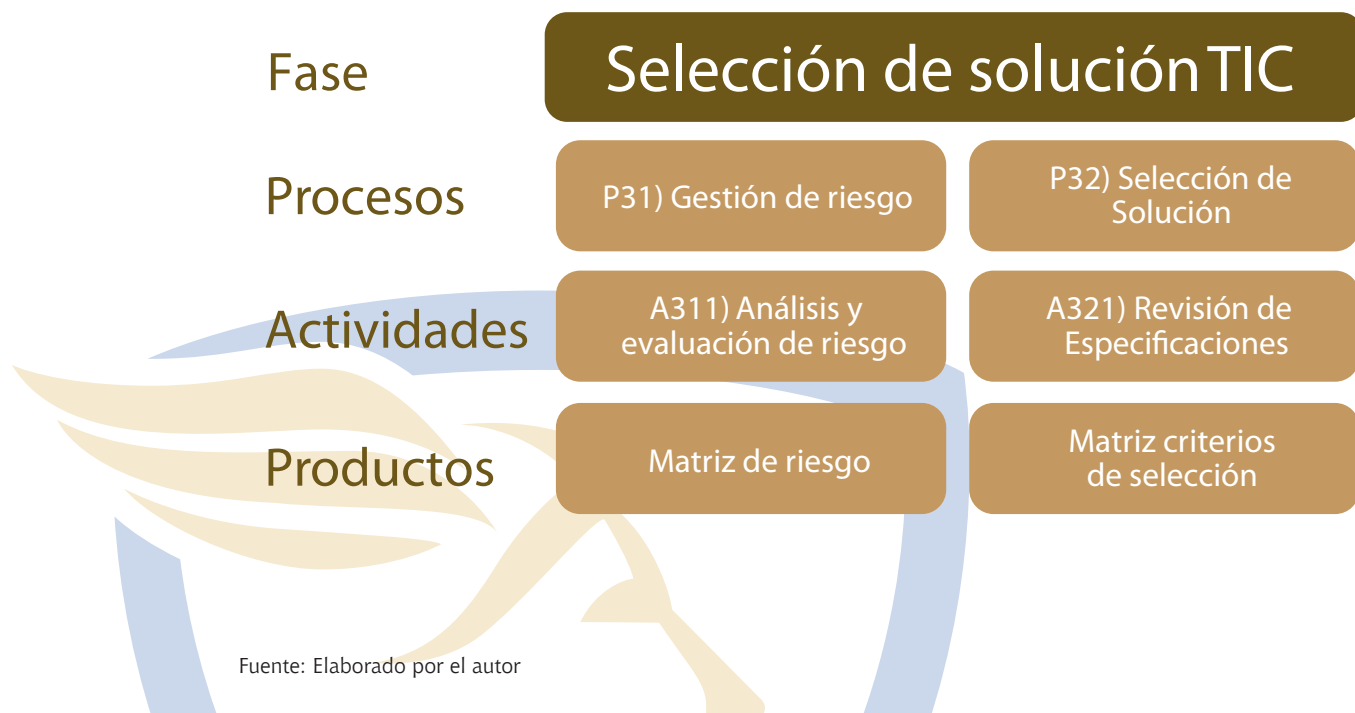 Fase
Selección de solución TIC
Procesos
P31) Gestión de riesgo
P32) Selección de
Solución
Actividades
A311) Análisis y
evaluación de riesgo
A321) Revisión de
Especificaciones
Productos
Matriz de riesgo
Matriz criterios
de selección
Fuente: Elaborado por el autor